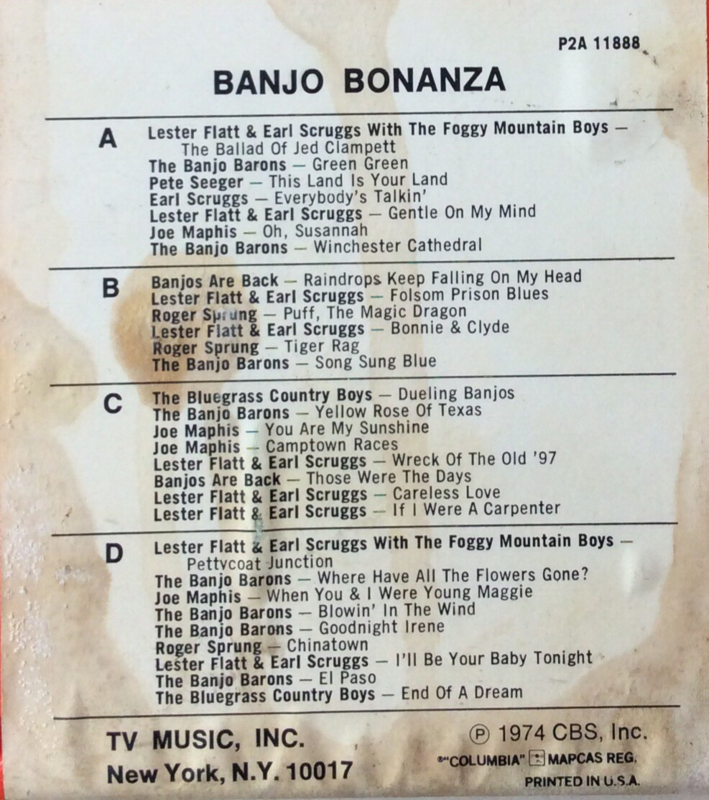 P2A 11888
BANJO BONANZA
A
Lester Flatt & Earl Scruggs With The Foggy Mountain Boys —
The Ballad Of Jed Clampett
The Banjo Barons — Green Green
Pete Seeger — This Land Is Your Land
Earl Scruggs — Everybody's Talkin'
Lester Flatt & Earl Scruggs — Gentle On My Mind
Joe Maphis — Oh, Susannah
The Banjo Barons — Winchester Cathedral
B
Banjos Are Back — Raindrops Keep Falling On My Head
Lester Flatt & Earl Scruggs — Folsom Prison Blues
Roger Sprung — Puff, The Magic Dragon
Lester Flatt & Earl Scruggs — Bonnie & Clyde
Roger Sprung — Tiger Rag
The Banjo Barons — Song Sung Blue
C
The Bluegrass Country Boys — Dueling Banjos
The Banjo Barons — Yellow Rose Of Texas
Joe Maphis — You Are My Sunshine
Joe Maphis — Camptown Races
Lester Flatt & Earl Scruggs — Wreck Of The Old '97
Banjos Are Back — Those Were The Days
Lester Flatt & Earl Scruggs — Careless Love
Lester Flatt & Earl Scruggs — If I Were A Carpenter
D
Lester Flatt & Earl Scruggs With The Foggy Mountain Boys —
Petticoat Junction
The Banjo Barons — Where Have All The Flowers Gone?
Joe Maphis — When You & I Were Young Maggie
The Banjo Barons — Blowin' In The Wind
The Banjo Barons — Goodnight Irene
Roger Sprung — Chinatown
Lester Flatt & Earl Scruggs — I'll Be Your Baby Tonight
The Banjo Barons — El Paso
The Bluegrass Country Boys — End Of A Dream
TV MUSIC, INC.
New York, N.Y. 10017
℗ 1974 CBS, Inc.
®"COLUMBIA" MAPCAS REG.
PRINTED IN U.S.A.